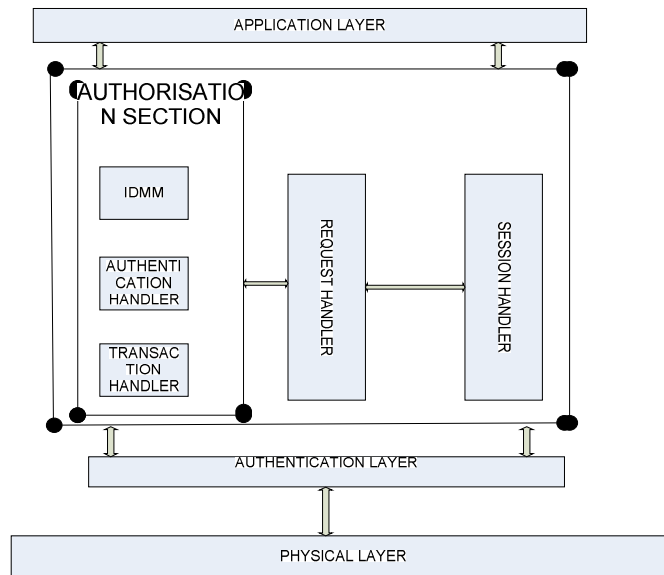 APPLICATION LAYER
AUTHORISATIO
N SECTION
IDMM
AUTHENTI
CATION
HANDLER
TRANSAC
TION
HANDLER
REQUEST HANDLER
SESSION HANDLER
AUTHENTICATION LAYER
PHYSICAL LAYER